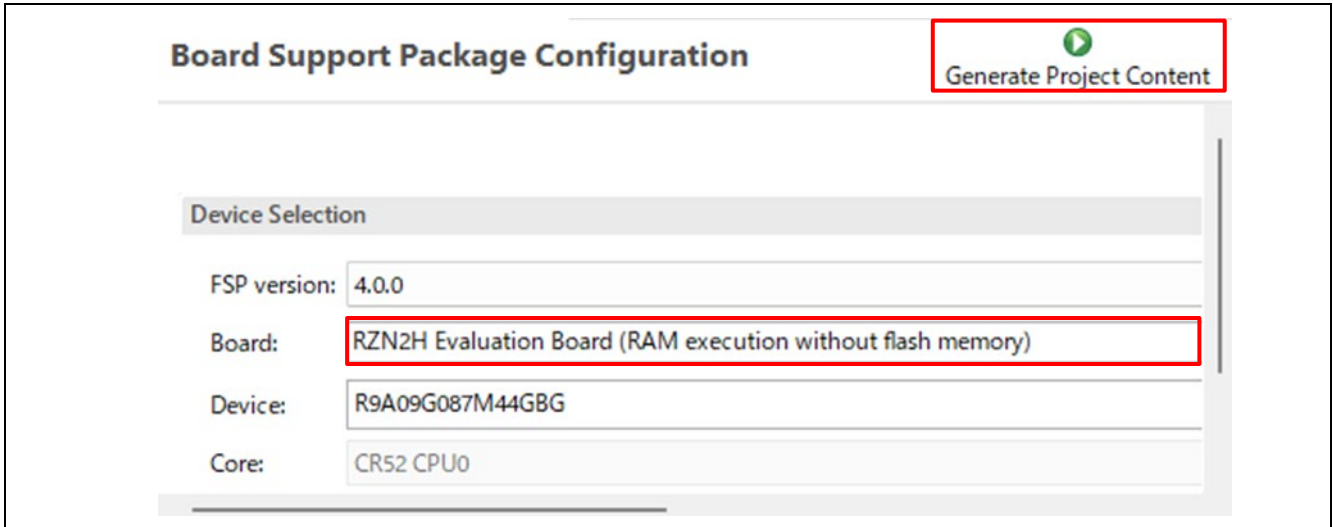 Board Support Package Configuration
Generate Project Content
Device Selection
FSP version: 4.0.0
Board: RZN2H Evaluation Board (RAM execution without flash memory)
Device: R9A09G087M44GBG
Core: CR52 CPU0